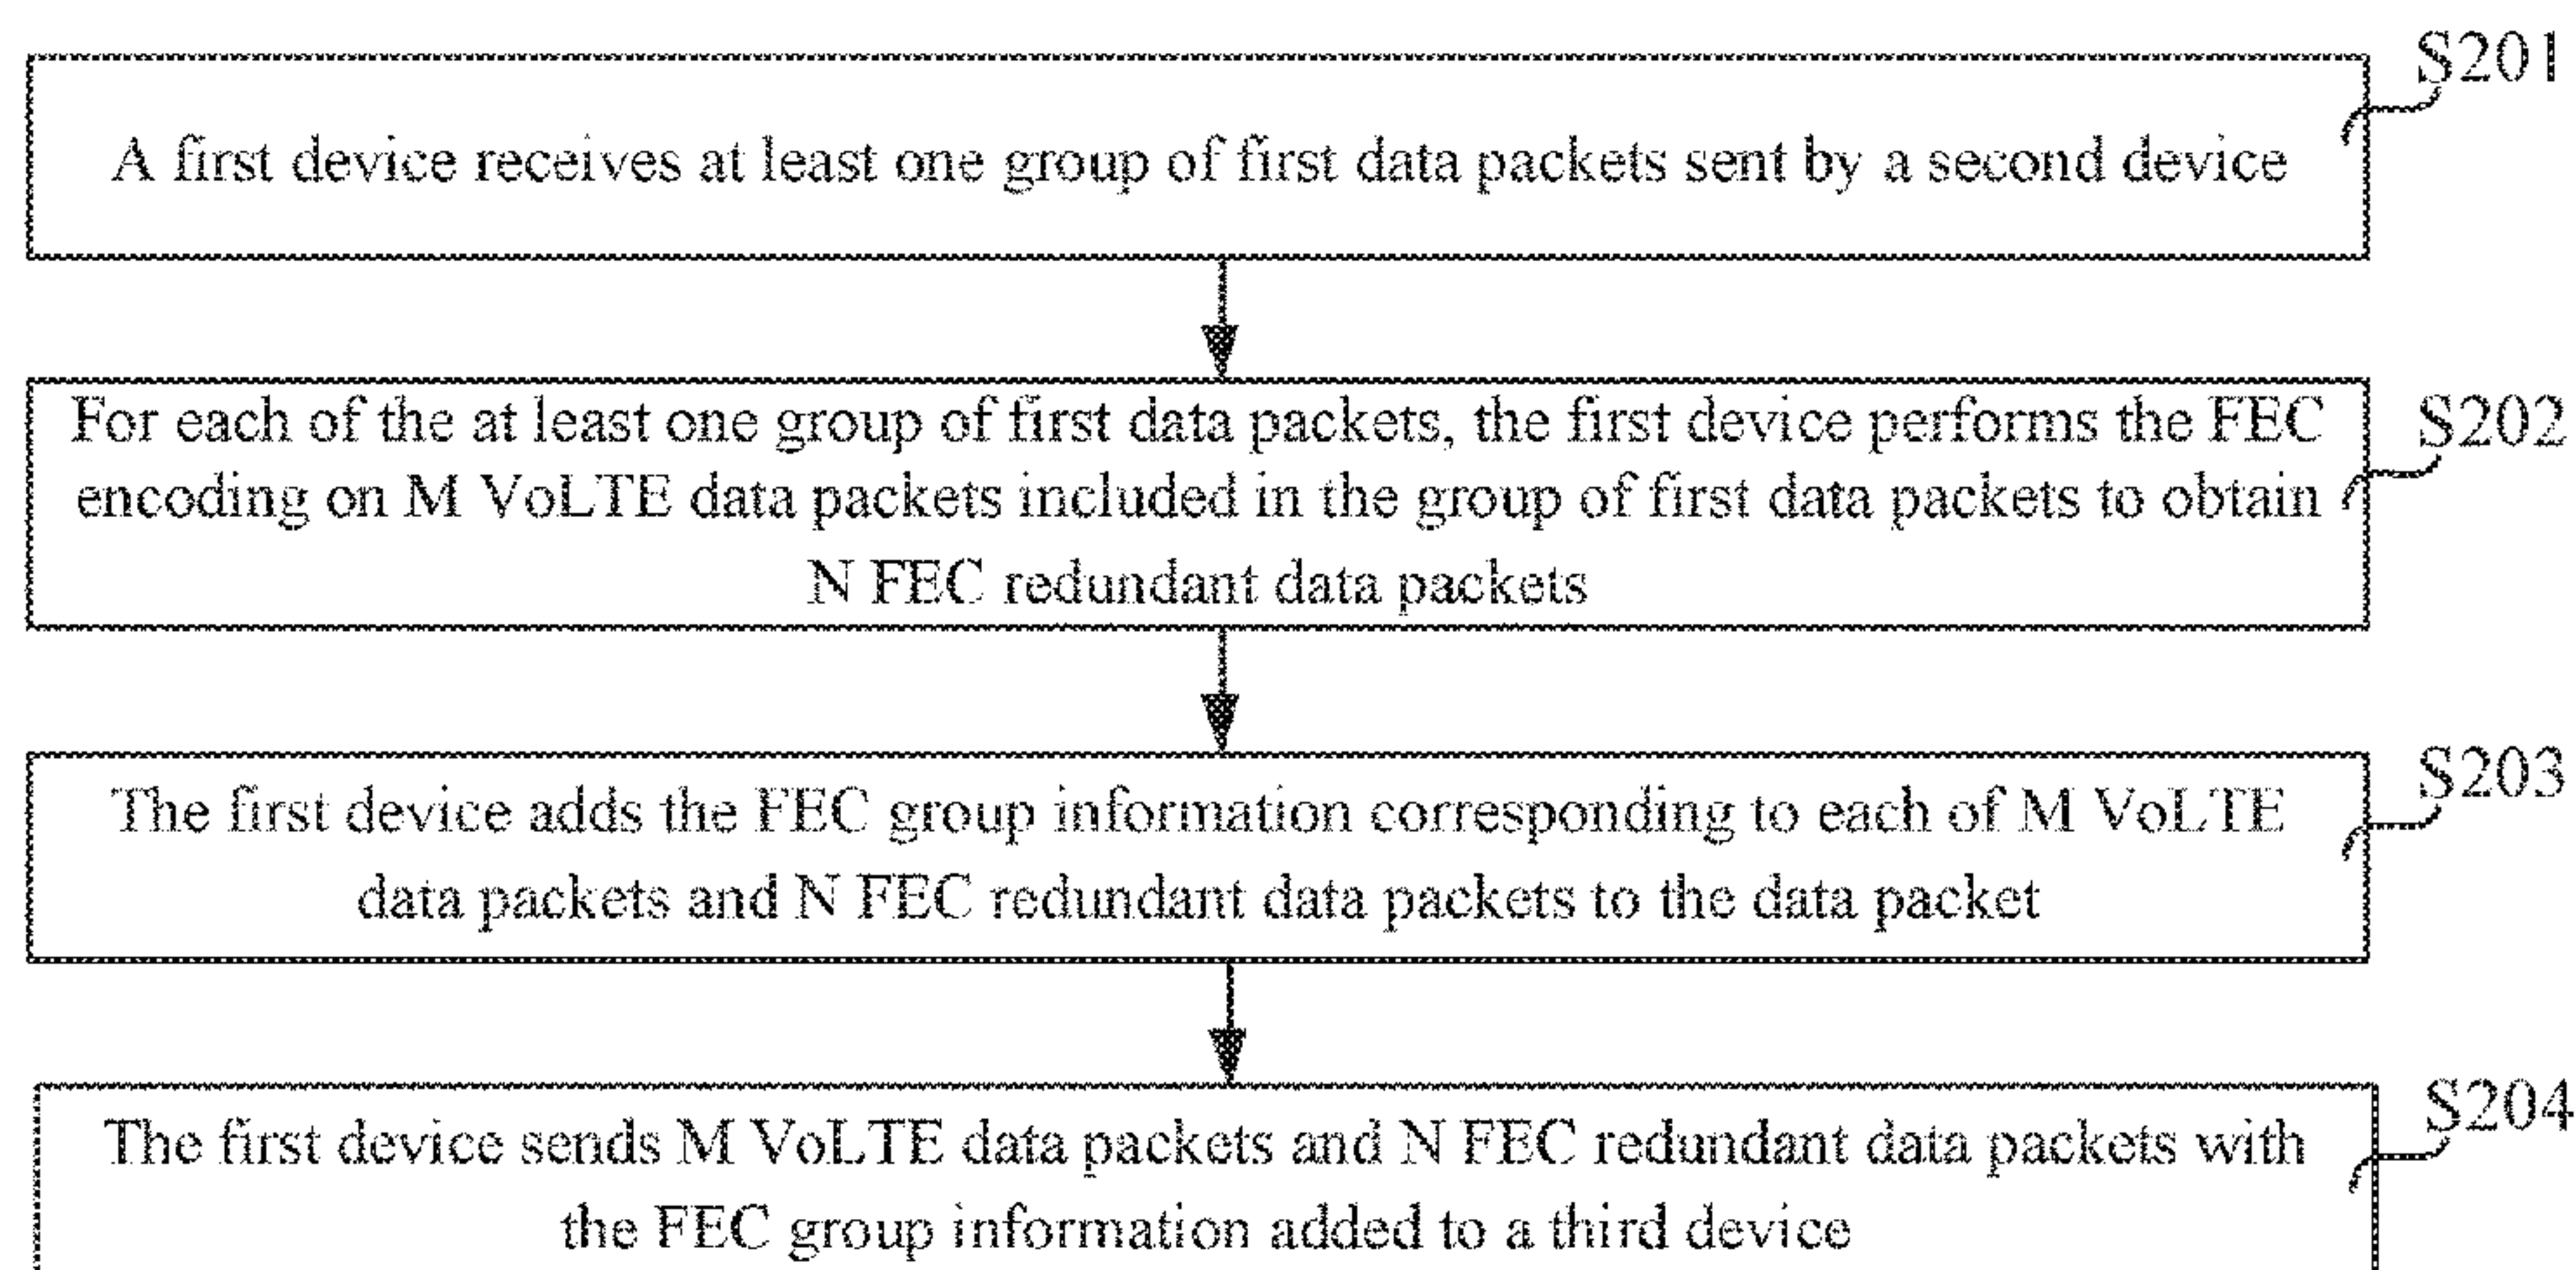 S201
A first device receives at least one group of first data packets sent by a second device
For each of the at least one group of first data packets, the first device performs the FEC
S202
encoding on M VoLTE data packets included in the group of first data packets to obtain
N FEC redundant data packets
S203
The first device adds the FEC group information corresponding to each of M VoLTE
data packets and N FEC redundant data packets to the data packet
S204
The first device sends M VoLTE data packets and N FEC redundant data packets with
the FEC group information added to a third device